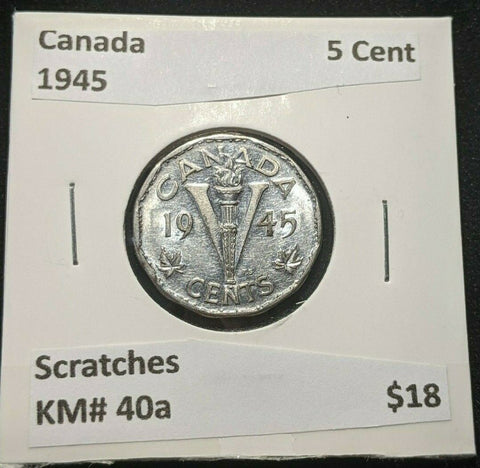 Canada 5 Cent
1945
CANADA
19 V 45
CENTS
Scratches
KM# 40a $18